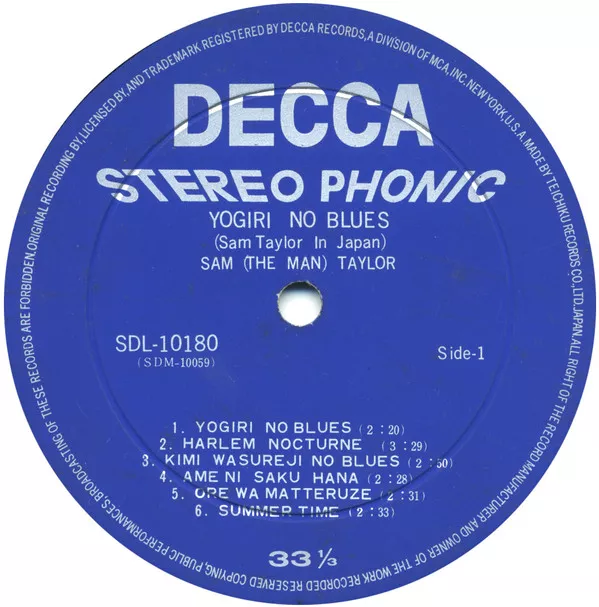 ORIGINAL RECORDING BY, LICENSED BY, AND TRADEMARK REGISTERED BY DECCA RECORDS, A DIVISION OF MCA, INC. NEW YORK, U.S.A. MADE BY TEICHIKU RECORDS CO., LTD. JAPAN. ALL RIGHT OF THE RECORD MANUFACTURER AND OWNER OF THE WORK RECORDED RESERVED COPYING, PUBLIC PERFORMANCES BROADCASTING OF THESE RECORDS ARE FORBIDDEN.
DECCA
STEREO PHONIC
YOGIRI NO BLUES
(Sam Taylor In Japan)
SAM (THE MAN) TAYLOR
SDL-10180
(SDM-10059)
Side-1
1. YOGIRI NO BLUES (2:20)
2. HARLEM NOCTURNE (3:29)
3. KIMI WASUREJI NO BLUES (2:50)
4. AME NI SAKU HANA (2:28)
5. ORE WA MATTERUZE (2:31)
6. SUMMER TIME (2:33)
33 1/3